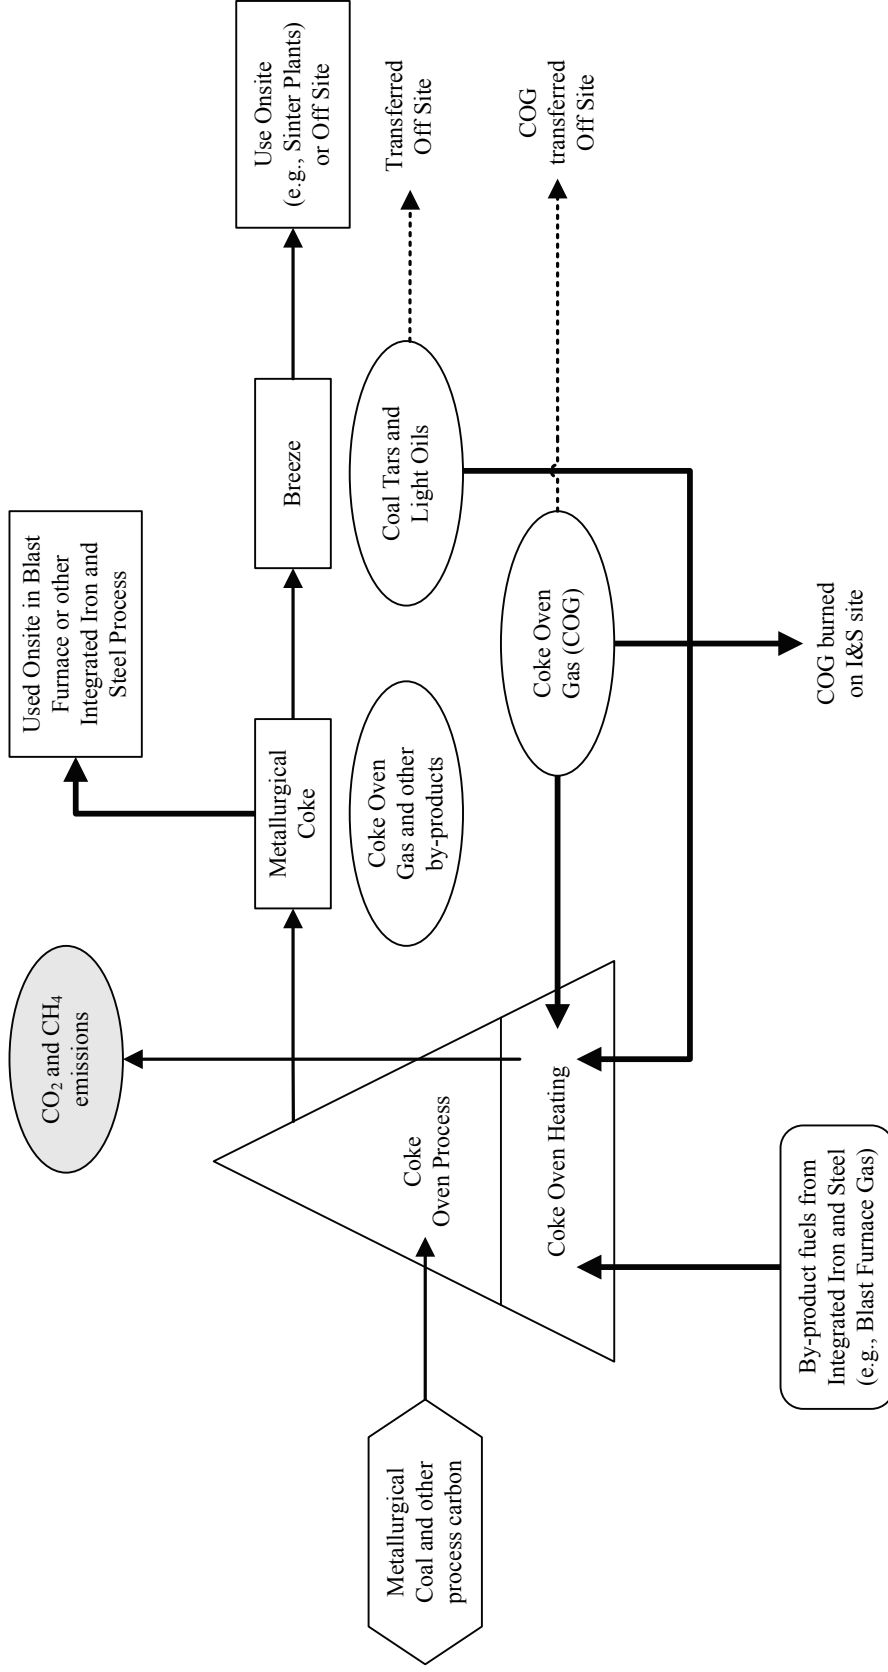 Metallurgical
Coal and other
process carbon
Coke
Oven Process
Coke Oven Heating
By-product fuels from
Integrated Iron and Steel
(e.g., Blast Furnace Gas)
CO₂ and CH₄
emissions
Used Onsite in Blast
Furnace or other
Integrated Iron and
Steel Process
Metallurgical
Coke
Breeze
Use Onsite
(e.g., Sinter Plants)
or Off Site
Coke Oven
Gas and other
by-products
Coal Tars and
Light Oils
Transferred
Off Site
Coke Oven
Gas (COG)
COG
transferred
Off Site
COG burned
on I&S site